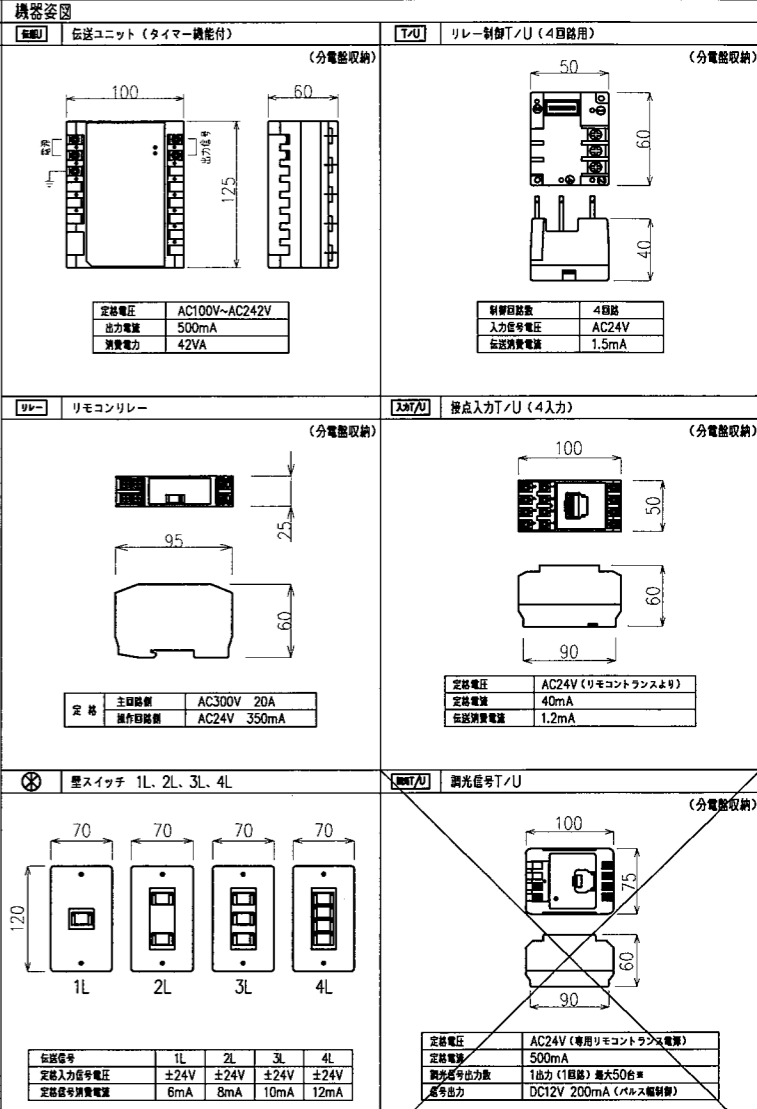 機器姿図
伝送U 伝送ユニット（タイマー機能付）
（分電盤収納）
100
60
電源
出力信号
125
定格電圧 AC100V~AC242V
出力電流 500mA
消費電力 42VA
T/U リレー制御T/U（4回路用）
（分電盤収納）
50
60
40
制御回路数 4回路
入力信号電圧 AC24V
伝送消費電流 1.5mA
リレー リモコンリレー
（分電盤収納）
25
95
60
定格 主回路側 AC300V 20A
操作回路側 AC24V 350mA
入力T/U 接点入力T/U（4入力）
（分電盤収納）
100
50
60
90
定格電圧 AC24V（リモコントランスより）
定格電流 40mA
伝送消費電流 1.2mA
壁スイッチ 1L、2L、3L、4L
70 70 70 70
120
1L 2L 3L 4L
伝送信号 1L 2L 3L 4L
定格入力信号電圧 ±24V ±24V ±24V ±24V
定格信号消費電流 6mA 8mA 10mA 12mA
T/U 調光信号T/U
（分電盤収納）
100
75
60
90
定格電圧 AC24V（専用リモコントランス電源）
定格電流 500mA
調光信号出力数 1出力（1回路）最大50台※
信号出力 DC12V 200mA（パルス幅制御）